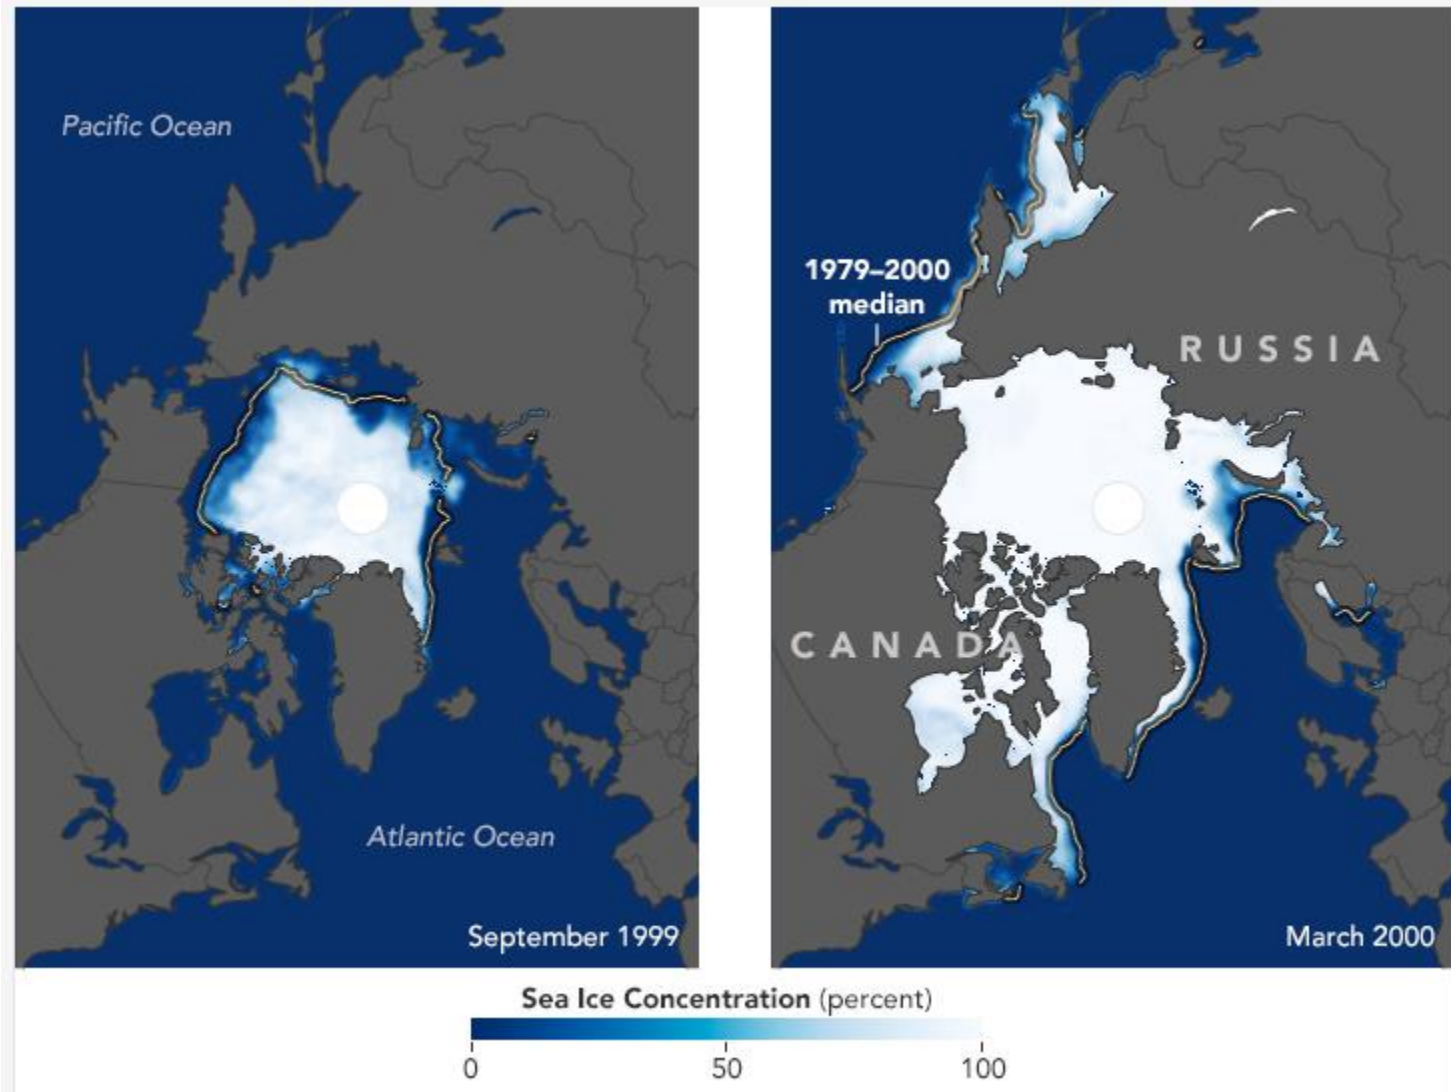 Pacific Ocean
Atlantic Ocean
September 1999
1979–2000
median
RUSSIA
CANADA
March 2000
Sea Ice Concentration (percent)
0 50 100